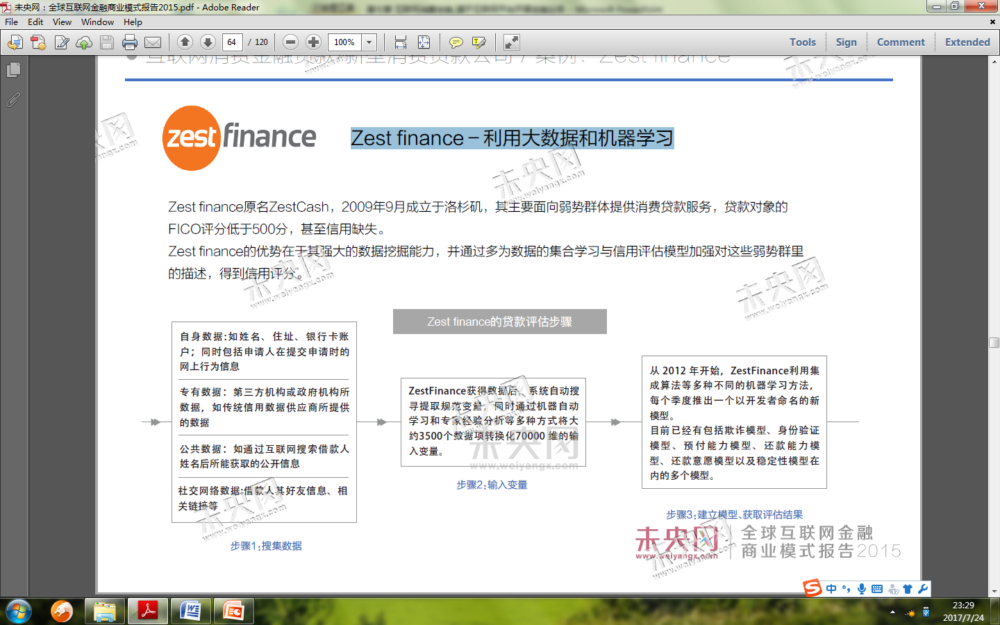 未央网：全球互联网金融商业模式报告2015.pdf - Adobe Reader
File Edit View Window Help
64 / 120 100% Tools Sign Comment Extended
互联网消费金融贷款/新型消费贷款公司 / 案例、Zest finance
zest finance
Zest finance – 利用大数据和机器学习
Zest finance原名ZestCash，2009年9月成立于洛杉矶，其主要面向弱势群体提供消费贷款服务，贷款对象的
FICO评分低于500分，甚至信用缺失。
Zest finance的优势在于其强大的数据挖掘能力，并通过多为数据的集合学习与信用评估模型加强对这些弱势群里
的描述，得到信用评分。
Zest finance的贷款评估步骤
自身数据:如姓名、住址、银行卡账
户；同时包括申请人在提交申请时的
网上行为信息
专有数据：第三方机构或政府机构所
数据，如传统信用数据供应商所提供
的数据
公共数据：如通过互联网搜索借款人
姓名后所能获取的公开信息
社交网络数据:借款人其好友信息、相
关链接等
步骤1:搜集数据
ZestFinance获得数据后，系统自动搜
寻提取规范变量，同时通过机器自动
学习和专家经验分析等多种方式将大
约3500个数据项转换化70000 维的输
入变量。
步骤2:输入变量
从 2012 年开始，ZestFinance利用集
成算法等多种不同的机器学习方法，
每个季度推出一个以开发者命名的新
模型。
目前已经有包括欺诈模型、身份验证
模型、预付能力模型、还款能力模
型、还款意愿模型以及稳定性模型在
内的多个模型。
步骤3:建立模型、获取评估结果
未央网
www.weiyangx.com
全球互联网金融
商业模式报告2015
中
23:29
2017/7/24